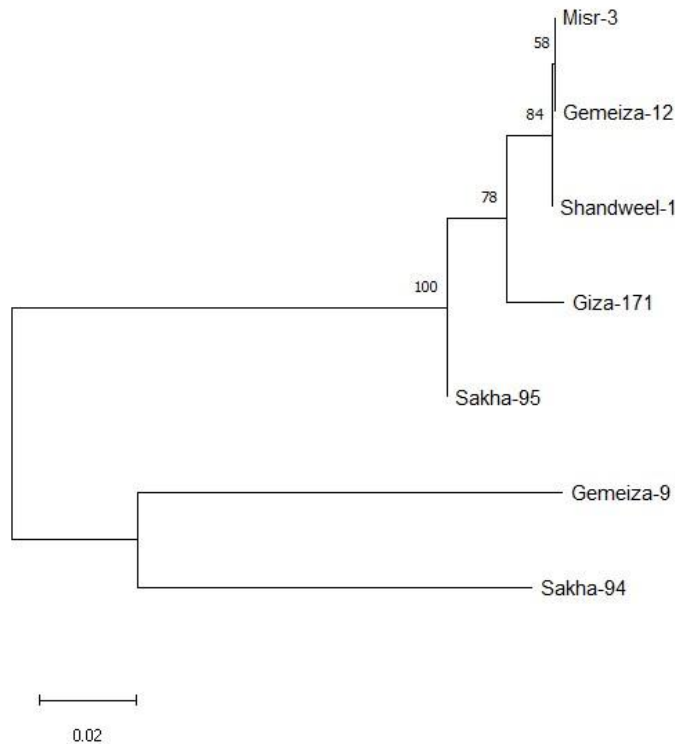 Misr-3
58
Gemeiza-12
84
Shandweel-1
78
100
Giza-171
Sakha-95
Gemeiza-9
Sakha-94
0.02